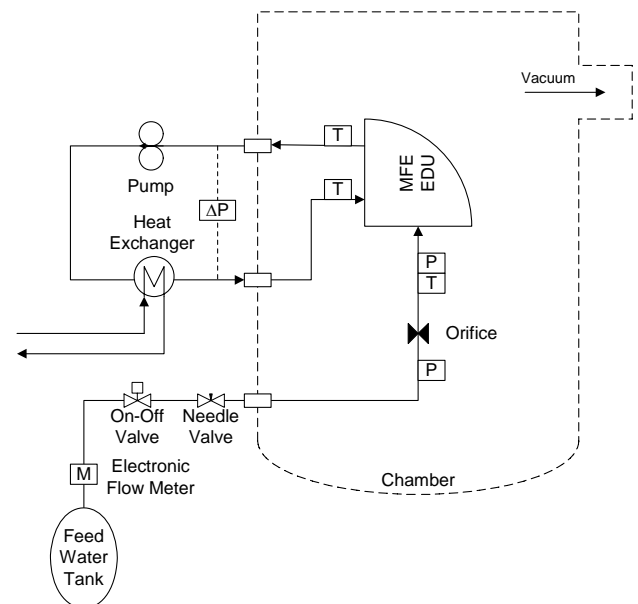 Vacuum
T
MFE
EDU
Pump
T
ΔP
Heat
Exchanger
P
T
Orifice
P
On-Off
Valve
Needle
Valve
M
Electronic
Flow Meter
Chamber
Feed
Water
Tank